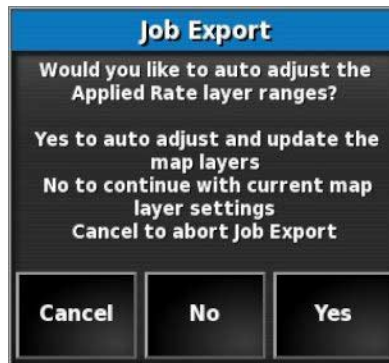 Job Export
Would you like to auto adjust the
Applied Rate layer ranges?
Yes to auto adjust and update the
map layers
No to continue with current map
layer settings
Cancel to abort Job Export
Cancel
No
Yes